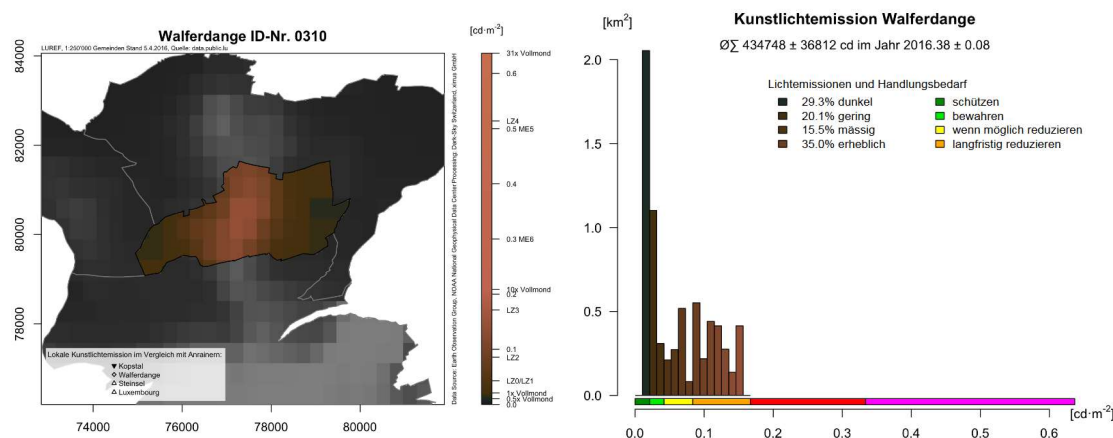 Walferdange ID-Nr. 0310
LUREF, 1:250'000 Gemeinden Stand 5.4.2016, Quelle: data.public.lu
84000
82000
80000
78000
74000
76000
78000
80000
Lokale Kunstlichtemission im Vergleich mit Anrainern:
Kopstal
Walferdange
Steinsel
Luxembourg
Data Source: Earth Observation Group, NOAA National Geophysical Data Center Processing: Dark-Sky Switzerland, ximus GmbH
[cd·m⁻²]
31x Vollmond
0.6
LZ4
0.5 ME5
0.4
0.3 ME6
10x Vollmond
0.2
LZ3
0.1
LZ2
LZ0/LZ1
1x Vollmond
0.5x Vollmond
0.0
Kunstlichtemission Walferdange
Ø∑ 434748 ± 36812 cd im Jahr 2016.38 ± 0.08
[km²]
2.0
1.5
1.0
0.5
0.0
Lichtemissionen und Handlungsbedarf
29.3% dunkel schützen
20.1% gering bewahren
15.5% mässig wenn möglich reduzieren
35.0% erheblich langfristig reduzieren
[cd·m⁻²]
0.0 0.1 0.2 0.3 0.4 0.5 0.6